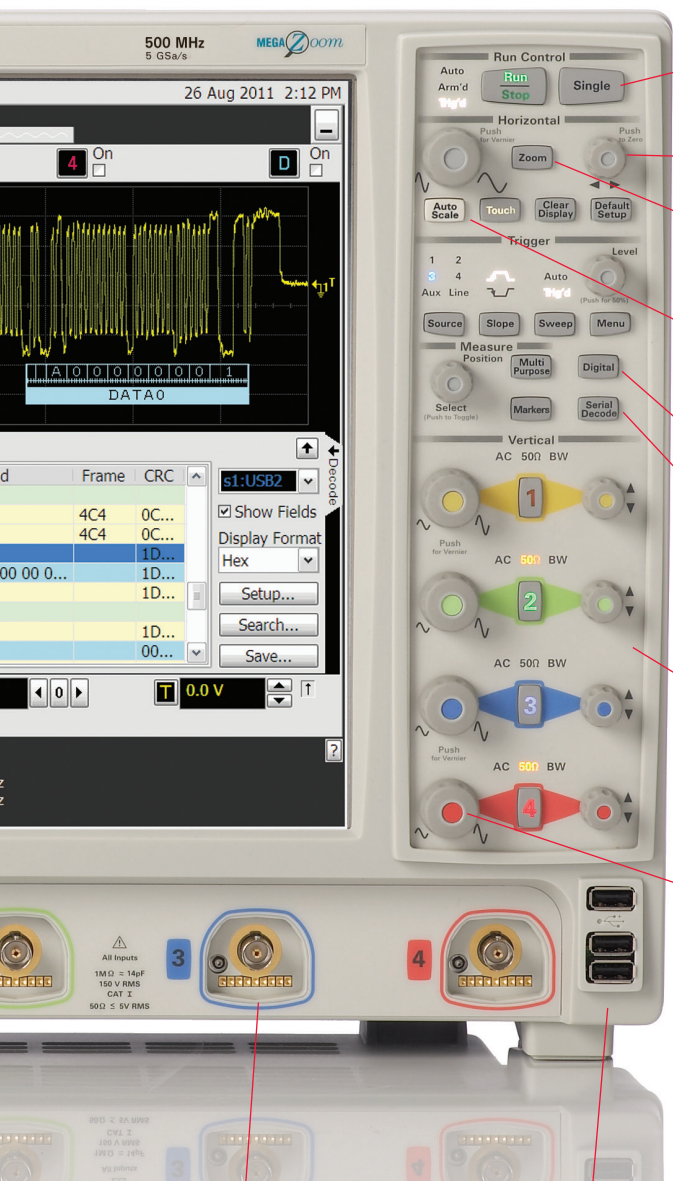 500 MHz
5 GSa/s
MEGA Zoom
26 Aug 2011 2:12 PM
4 On
D On
T
A 0 0 0 0 0 0 0 1
DATA0
Decode
d Frame CRC
4C4 0C...
4C4 0C...
1D...
00 00 0... 1D...
1D...
1D...
00...
s1:USB2
Show Fields
Display Format
Hex
Setup...
Search...
Save...
0
T 0.0 V
?
z
z
Run Control
Auto
Arm'd
Trig'd
Run
Stop
Single
Horizontal
Push
for Vernier
Zoom
Push
to Zero
Auto
Scale
Touch
Clear
Display
Default
Setup
Trigger
1 2
3 4
Aux Line
Auto
Trig'd
Level
(Push for 50%)
Source
Slope
Sweep
Menu
Measure
Position
Select
(Push to Toggle)
Multi
Purpose
Digital
Markers
Serial
Decode
Vertical
AC 50Ω BW
1
Push
for Vernier
AC 50Ω BW
2
AC 50Ω BW
3
Push
for Vernier
AC 50Ω BW
4
All Inputs
1MΩ ≈ 14pF
150 V RMS
CAT I
50Ω ≤ 5V RMS
3
4